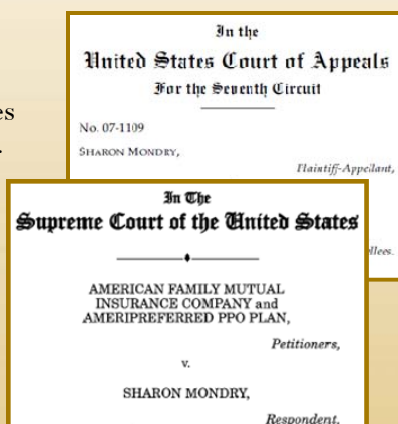 In the
United States Court of Appeals
For the Seventh Circuit
No. 07-1109
SHARON MONDRY,
Plaintiff-Appellant,
es
.
llees.
In The
Supreme Court of the United States
AMERICAN FAMILY MUTUAL
INSURANCE COMPANY and
AMERIPREFERRED PPO PLAN,
Petitioners,
v.
SHARON MONDRY,
Respondent.